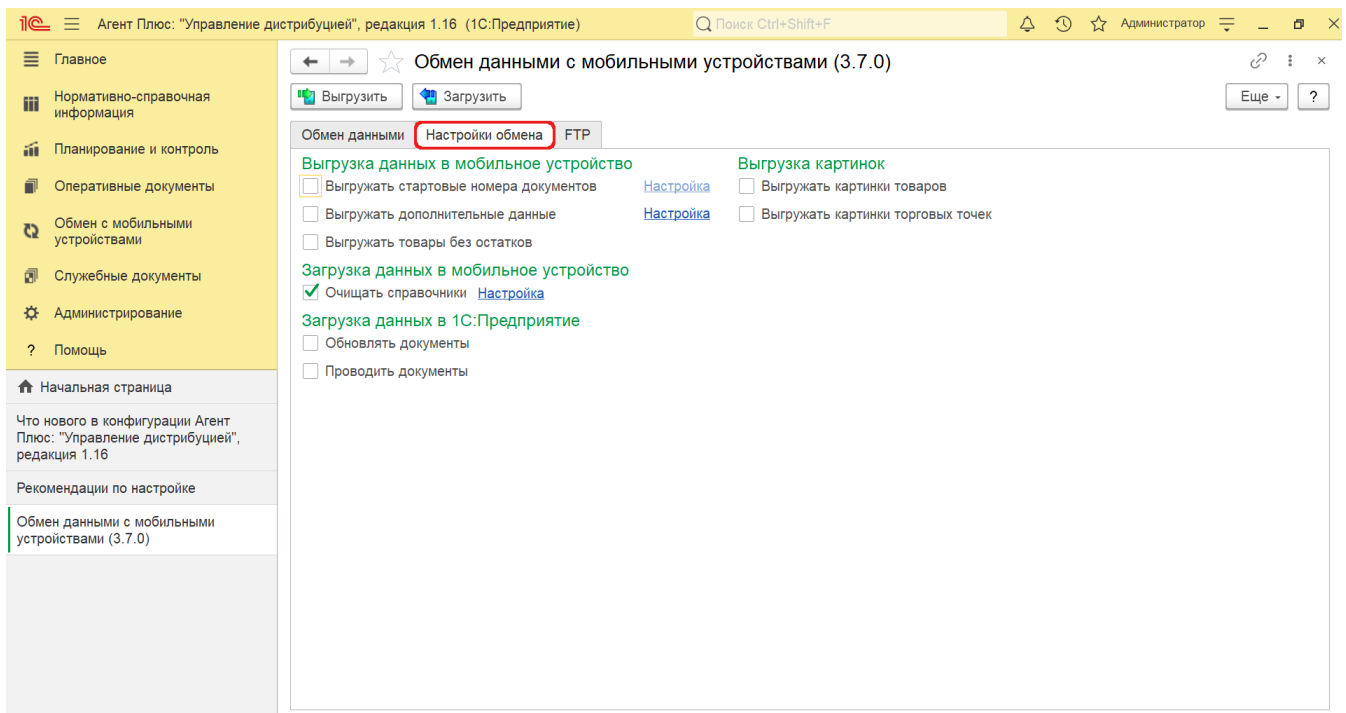 1С Агент Плюс: "Управление дистрибуцией", редакция 1.16 (1С:Предприятие) Поиск Ctrl+Shift+F Администратор
Главное
Нормативно-справочная
информация
Планирование и контроль
Оперативные документы
Обмен с мобильными
устройствами
Служебные документы
Администрирование
? Помощь
Начальная страница
Что нового в конфигурации Агент
Плюс: "Управление дистрибуцией",
редакция 1.16
Рекомендации по настройке
Обмен данными с мобильными
устройствами (3.7.0)
Обмен данными с мобильными устройствами (3.7.0)
Выгрузить Загрузить Еще ?
Обмен данными Настройки обмена FTP
Выгрузка данных в мобильное устройство
Выгружать стартовые номера документов Настройка
Выгружать дополнительные данные Настройка
Выгружать товары без остатков
Загрузка данных в мобильное устройство
Очищать справочники Настройка
Загрузка данных в 1С:Предприятие
Обновлять документы
Проводить документы
Выгрузка картинок
Выгружать картинки товаров
Выгружать картинки торговых точек